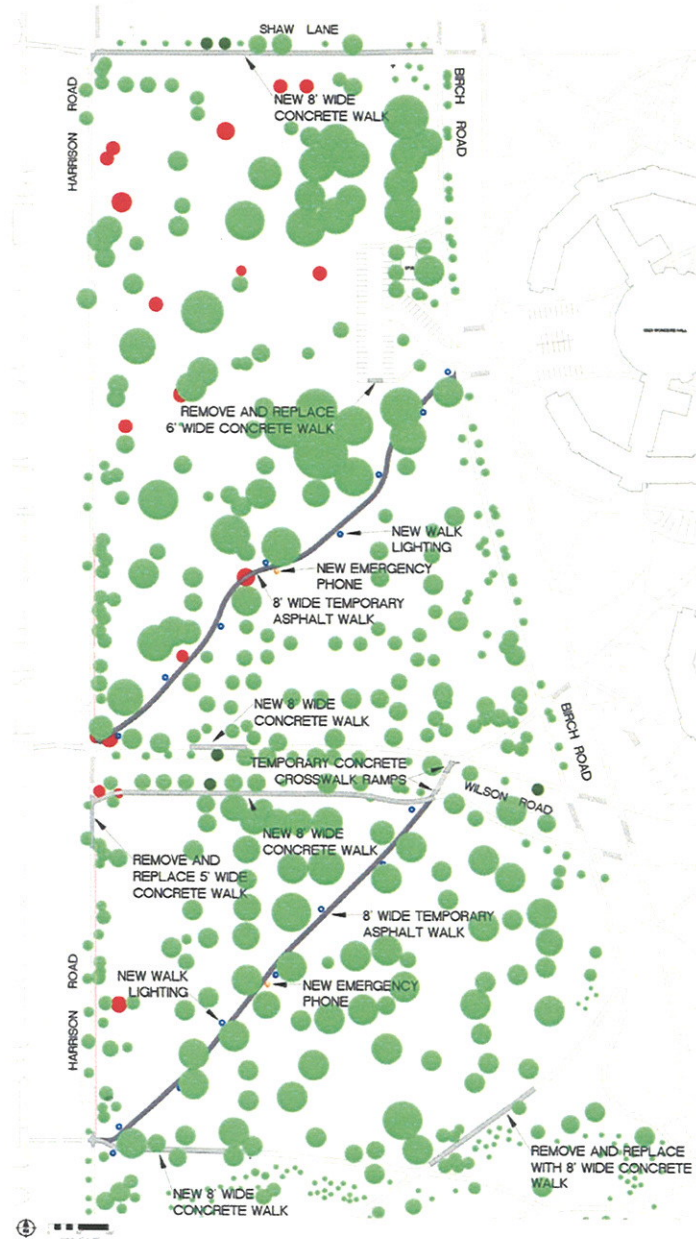 SHAW LANE
HARRISON ROAD
BIRCH ROAD
NEW 8' WIDE
CONCRETE WALK
REMOVE AND REPLACE
6' WIDE CONCRETE WALK
NEW WALK
LIGHTING
NEW EMERGENCY
PHONE
8' WIDE TEMPORARY
ASPHALT WALK
NEW 8' WIDE
CONCRETE WALK
BIRCH ROAD
TEMPORARY CONCRETE
CROSSWALK RAMPS
WILSON ROAD
NEW 8' WIDE
CONCRETE WALK
REMOVE AND
REPLACE 5' WIDE
CONCRETE WALK
8' WIDE TEMPORARY
ASPHALT WALK
NEW WALK
LIGHTING
NEW EMERGENCY
PHONE
HARRISON ROAD
REMOVE AND REPLACE
WITH 8' WIDE CONCRETE
WALK
NEW 8' WIDE
CONCRETE WALK